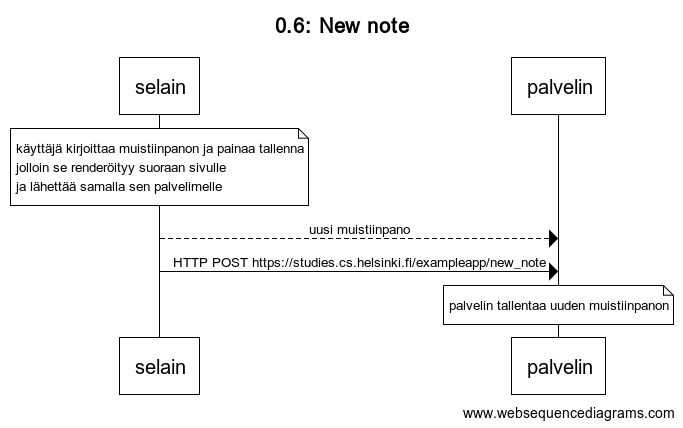 0.6: New note
selain
palvelin
käyttäjä kirjoittaa muistiinpanon ja painaa tallenna
jolloin se renderöityy suoraan sivulle
ja lähettää samalla sen palvelimelle
uusi muistiinpano
HTTP POST https://studies.cs.helsinki.fi/exampleapp/new_note
palvelin tallentaa uuden muistiinpanon
selain
palvelin
www.websequencediagrams.com